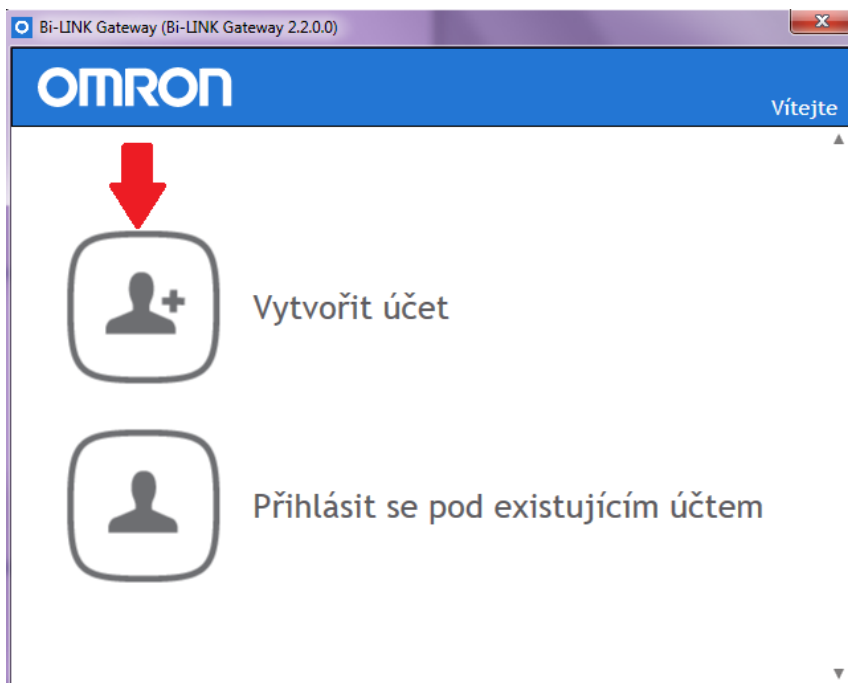 Bi-LINK Gateway (Bi-LINK Gateway 2.2.0.0)
OMRON
Vítejte
Vytvořit účet
Přihlásit se pod existujícím účtem